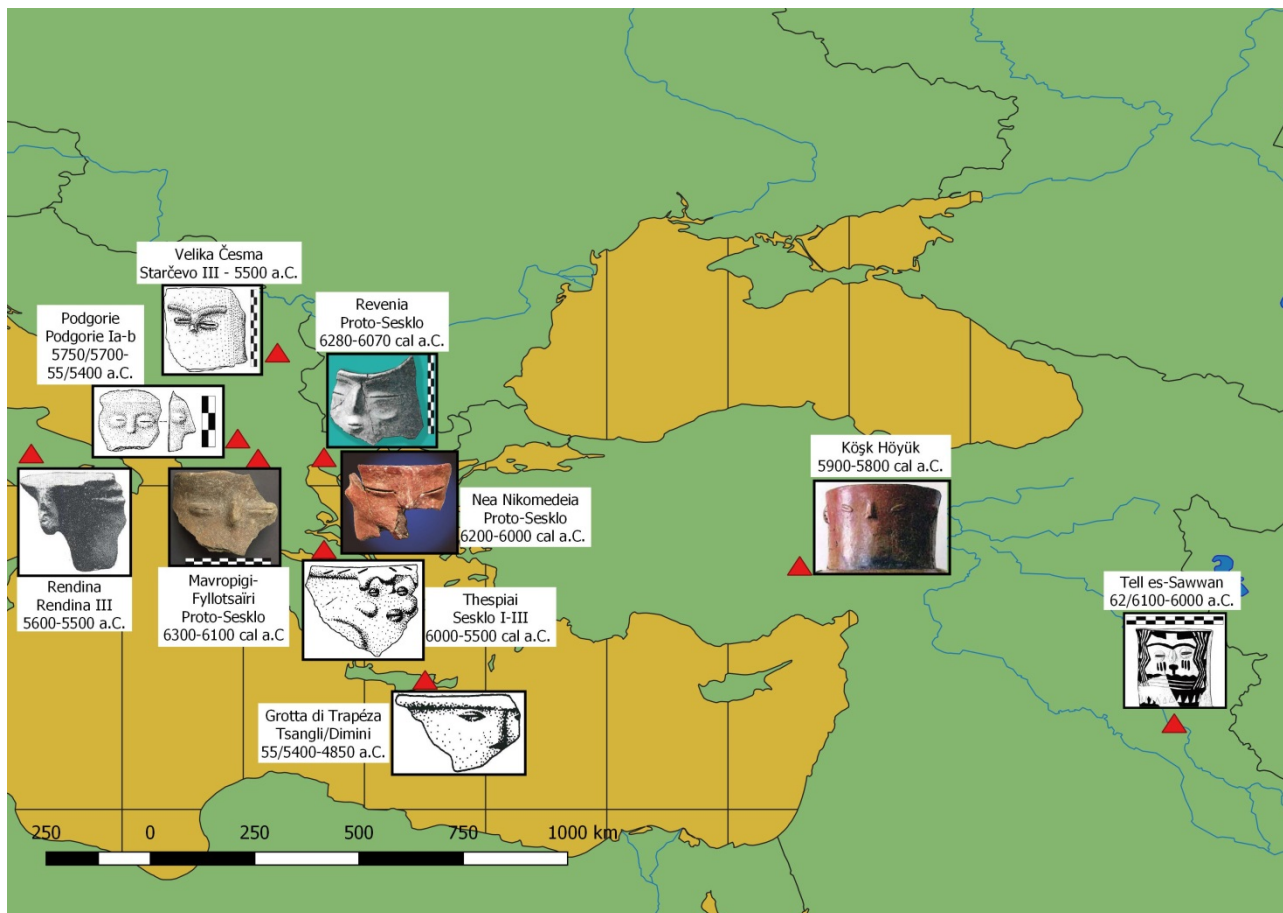 Velika Česma
Starčevo III - 5500 a.C.
Podgorie
Podgorie Ia-b
5750/5700-
55/5400 a.C.
Revenia
Proto-Sesklo
6280-6070 cal a.C.
Köşk Höyük
5900-5800 cal a.C.
Nea Nikomedeia
Proto-Sesklo
6200-6000 cal a.C.
Rendina
Rendina III
5600-5500 a.C.
Mavropigi-
Fyllotsaïri
Proto-Sesklo
6300-6100 cal a.C
Thespiai
Sesklo I-III
6000-5500 cal a.C.
Tell es-Sawwan
62/6100-6000 a.C.
Grotta di Trapéza
Tsangli/Dimini
55/5400-4850 a.C.
250 0 250 500 750 1000 km